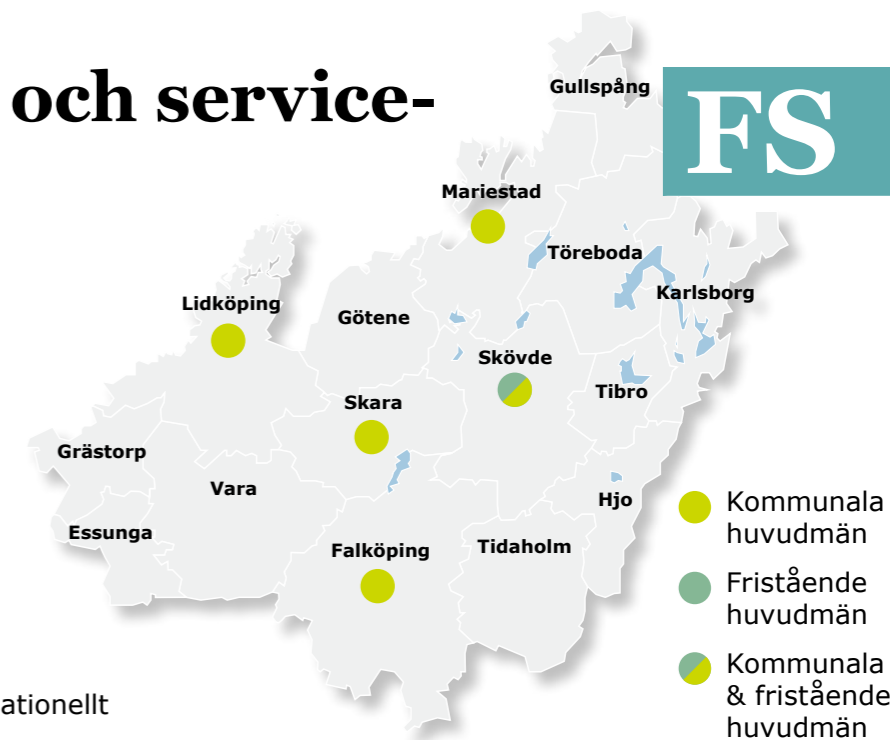 och service-
FS
Gullspång
Mariestad
Töreboda
Karlsborg
Lidköping
Götene
Skövde
Tibro
Skara
Grästorp
Vara
Hjo
Essunga
Falköping
Tidaholm
Kommunala
huvudmän
Fristående
huvudmän
Kommunala
& fristående
huvudmän
ationellt